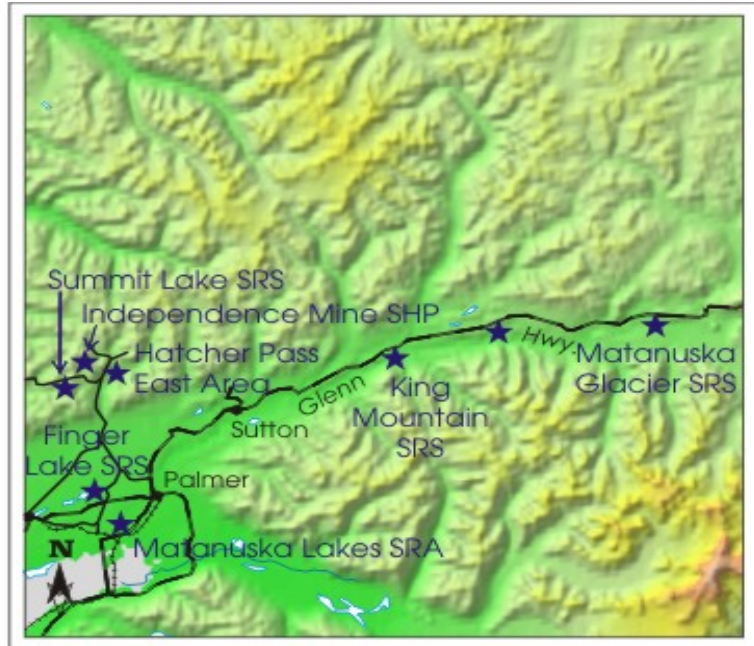 Summit Lake SRS
Independence Mine SHP
Hatcher Pass
East Area
Glenn
Hwy.
Matanuska
Glacier SRS
King
Mountain
SRS
Sutton
Finger
Lake SRS
Palmer
Matanuska Lakes SRA
N